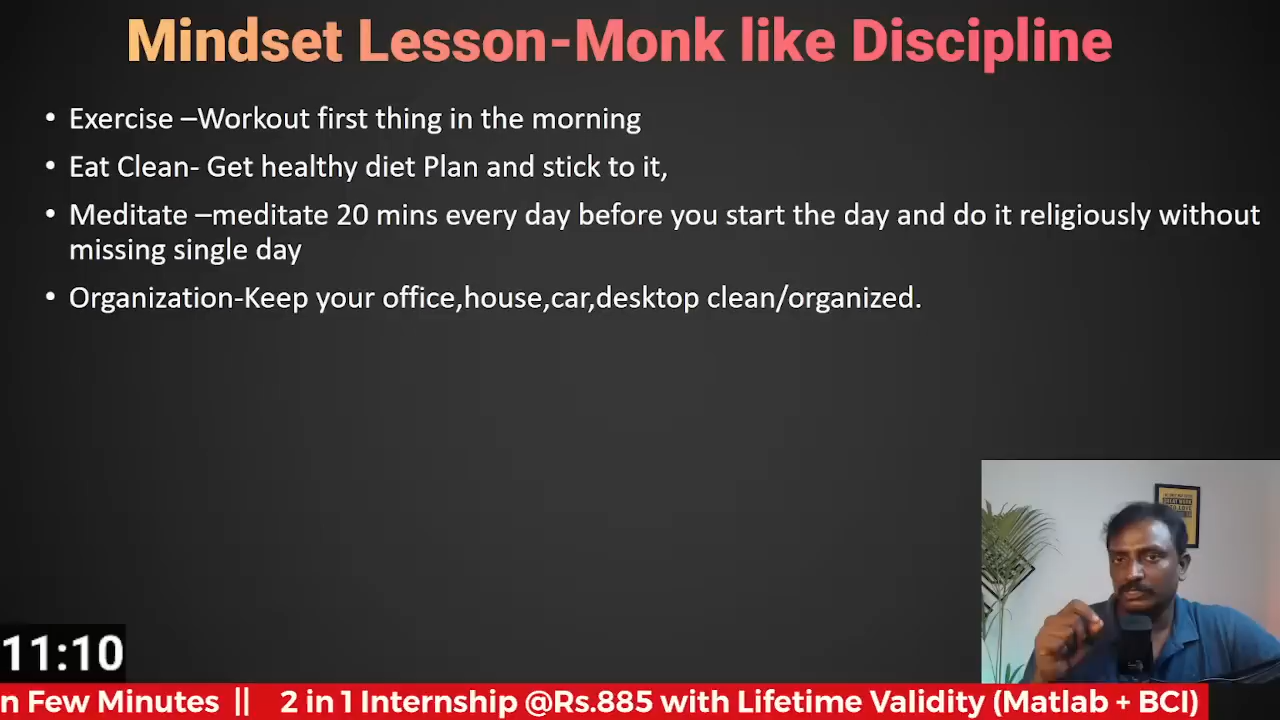 Mindset Lesson-Monk like Discipline
• Exercise –Workout first thing in the morning
• Eat Clean- Get healthy diet Plan and stick to it,
• Meditate –meditate 20 mins every day before you start the day and do it religiously without
missing single day
• Organization-Keep your office,house,car,desktop clean/organized.
11:10
n Few Minutes || 2 in 1 Internship @Rs.885 with Lifetime Validity (Matlab + BCI)